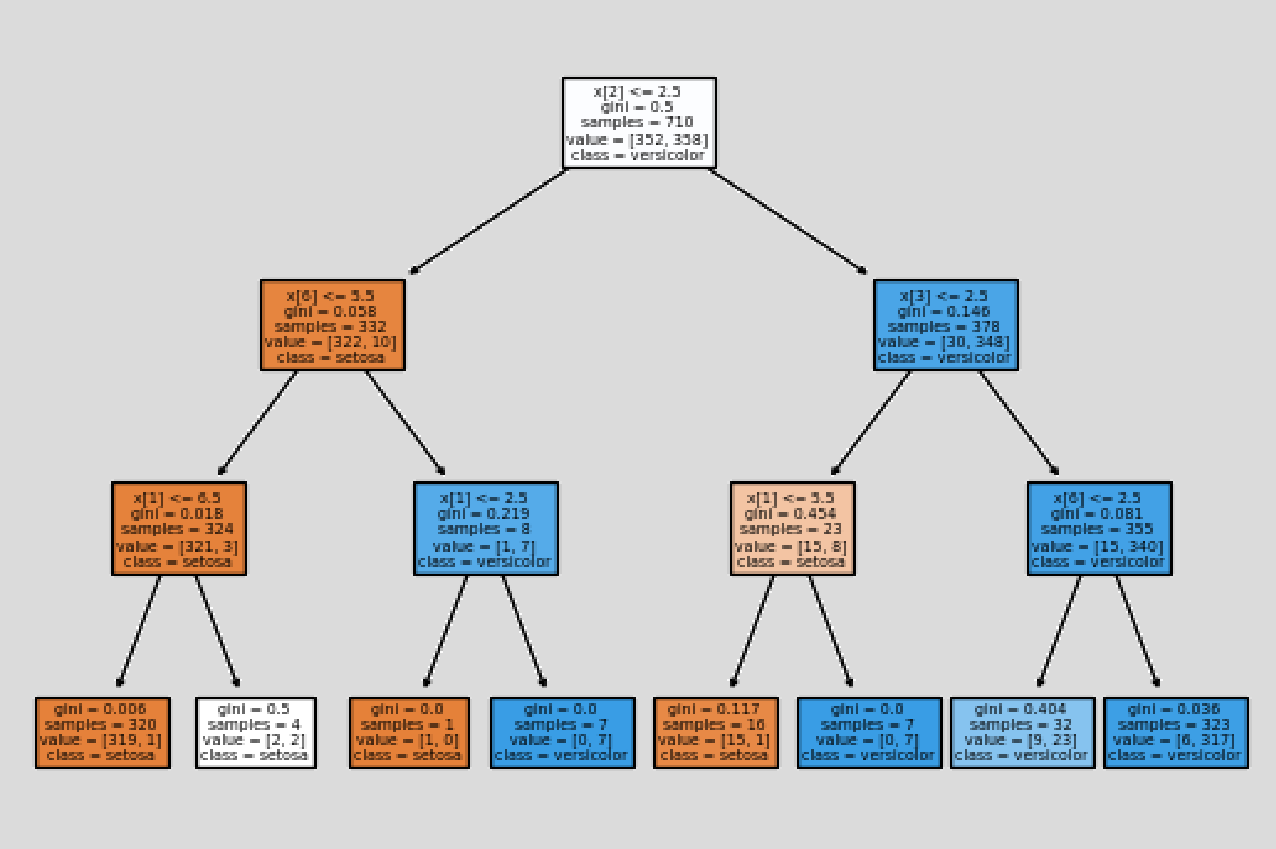 x[2] <= 2.5
gini = 0.5
samples = 710
value = [352, 358]
class = versicolor
x[6] <= 5.5
gini = 0.058
samples = 332
value = [322, 10]
class = setosa
x[3] <= 2.5
gini = 0.146
samples = 378
value = [30, 348]
class = versicolor
x[1] <= 6.5
gini = 0.018
samples = 324
value = [321, 3]
class = setosa
x[1] <= 2.5
gini = 0.219
samples = 8
value = [1, 7]
class = versicolor
x[1] <= 5.5
gini = 0.454
samples = 23
value = [15, 8]
class = setosa
x[6] <= 2.5
gini = 0.081
samples = 355
value = [15, 340]
class = versicolor
gini = 0.006
samples = 320
value = [319, 1]
class = setosa
gini = 0.5
samples = 4
value = [2, 2]
class = setosa
gini = 0.0
samples = 1
value = [1, 0]
class = setosa
gini = 0.0
samples = 7
value = [0, 7]
class = versicolor
gini = 0.117
samples = 16
value = [15, 1]
class = setosa
gini = 0.0
samples = 7
value = [0, 7]
class = versicolor
gini = 0.404
samples = 32
value = [9, 23]
class = versicolor
gini = 0.036
samples = 323
value = [6, 317]
class = versicolor